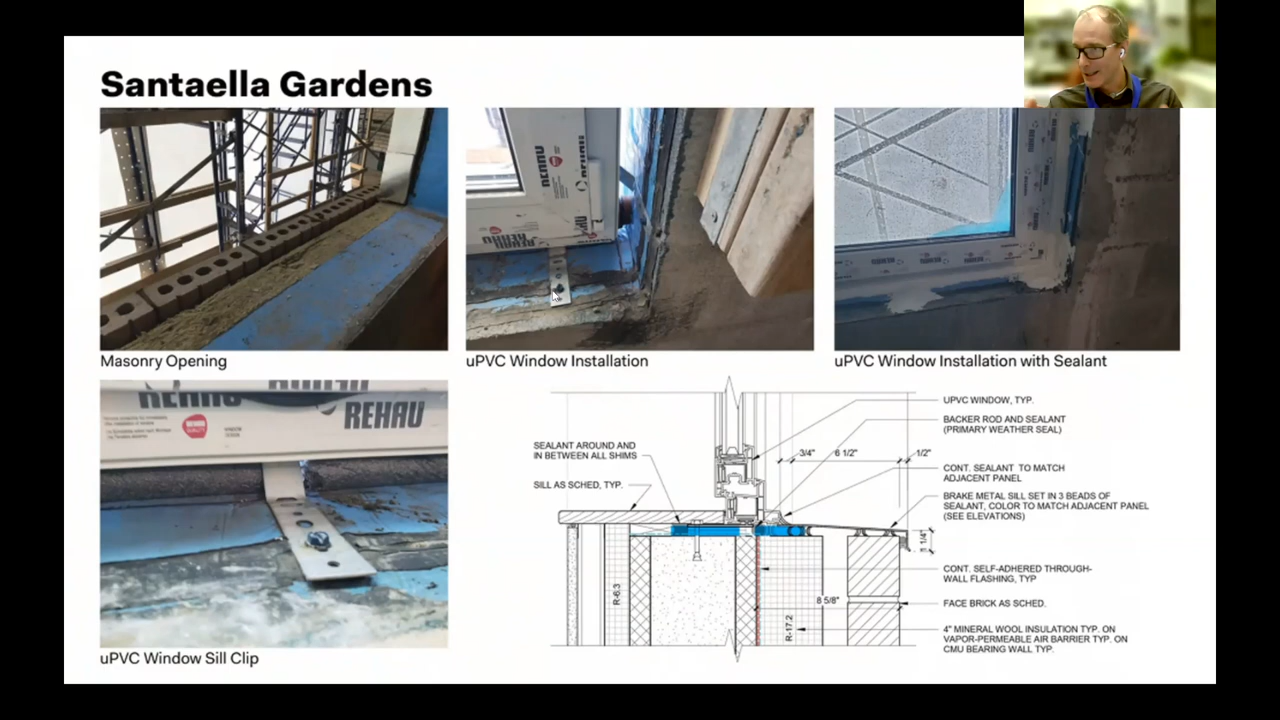 Santaella Gardens
REHAU
REHAU
REHAU
Masonry Opening
uPVC Window Installation
uPVC Window Installation with Sealant
REHAU
REHAU
uPVC Window Sill Clip
UPVC WINDOW, TYP.
BACKER ROD AND SEALANT
(PRIMARY WEATHER SEAL)
SEALANT AROUND AND
IN BETWEEN ALL SHIMS
3/4"
6 1/2"
1/2"
CONT. SEALANT TO MATCH
ADJACENT PANEL
SILL AS SCHED, TYP.
BRAKE METAL SILL SET IN 3 BEADS OF
SEALANT, COLOR TO MATCH ADJACENT PANEL
(SEE ELEVATIONS)
1 1/4"
CONT. SELF-ADHERED THROUGH-
WALL FLASHING, TYP
R-6.3
8 5/8"
FACE BRICK AS SCHED.
R-17.2
4" MINERAL WOOL INSULATION TYP. ON
VAPOR-PERMEABLE AIR BARRIER TYP. ON
CMU BEARING WALL TYP.